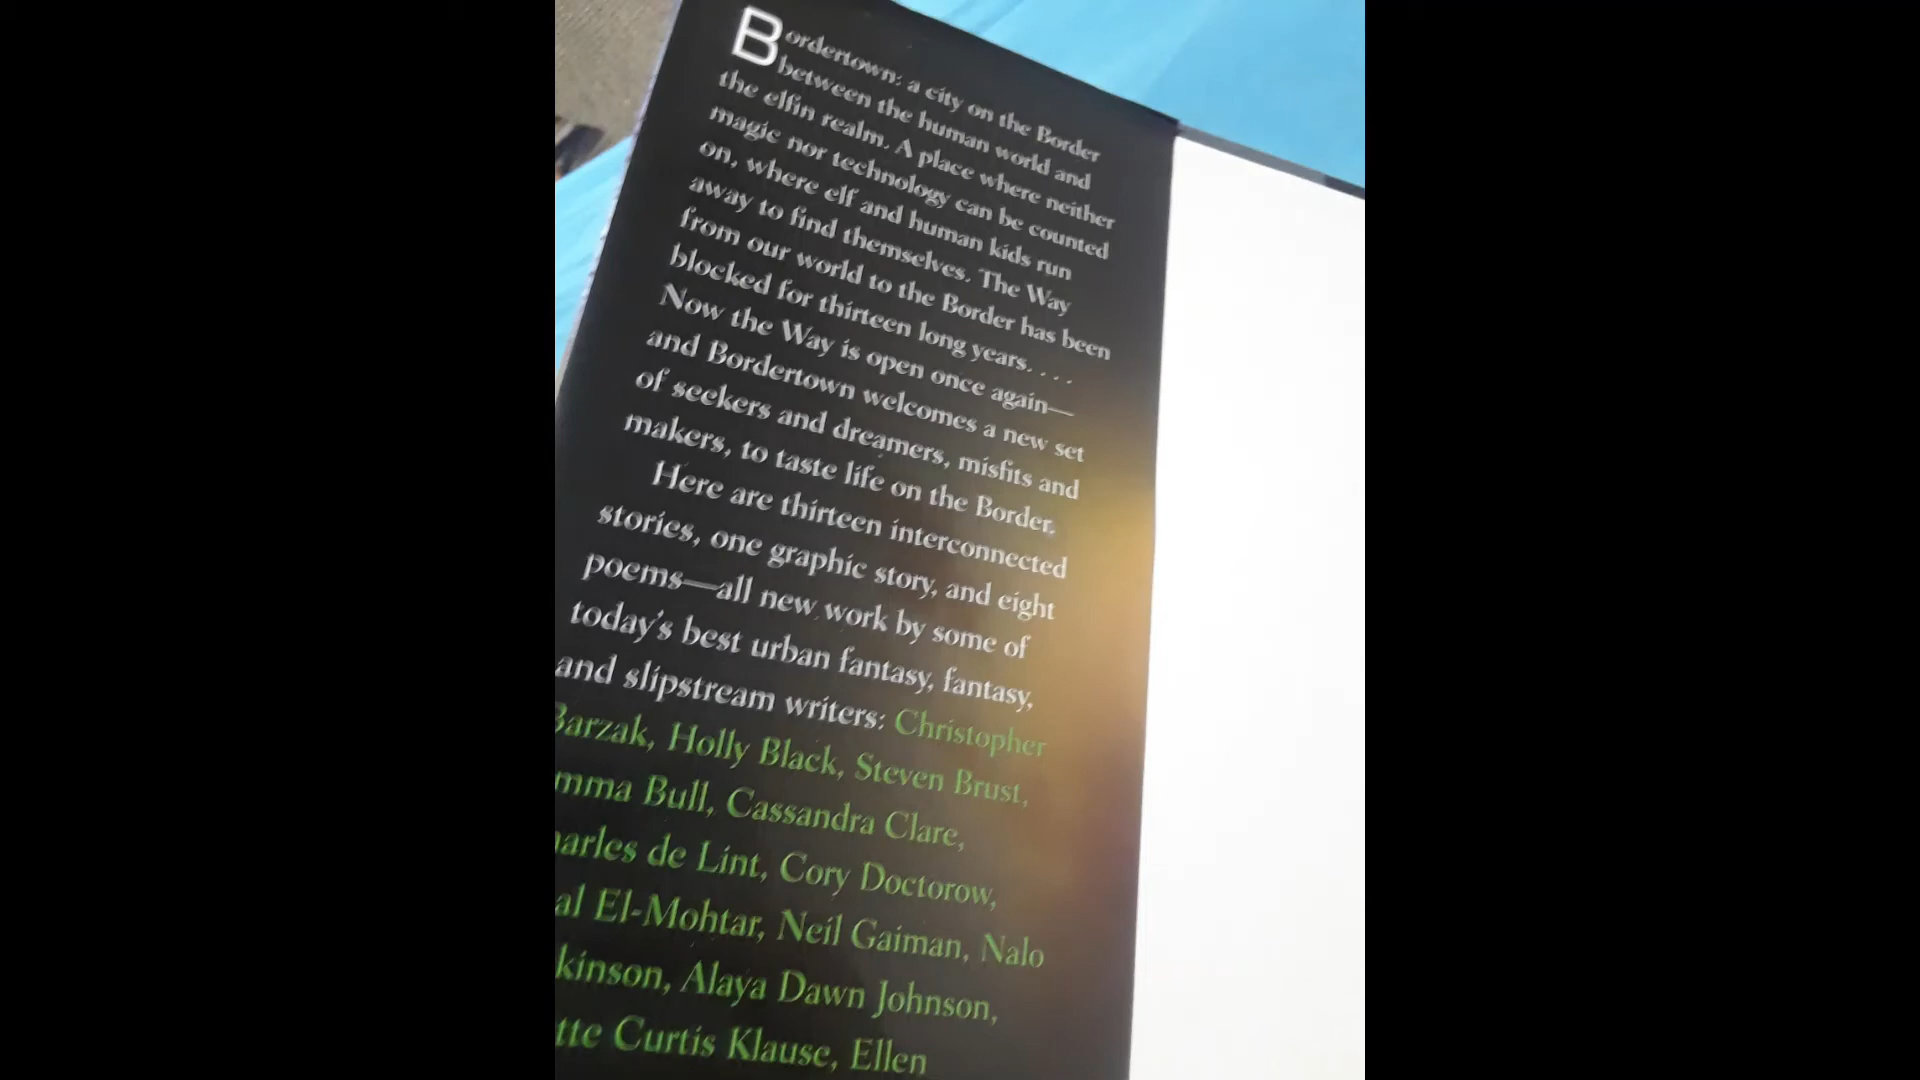 Bordertown: a city on the Border
between the human world and
the elfin realm. A place where neither
magic nor technology can be counted
on, where elf and human kids run
away to find themselves. The Way
from our world to the Border has been
blocked for thirteen long years. . . .
Now the Way is open once again—
and Bordertown welcomes a new set
of seekers and dreamers, misfits and
makers, to taste life on the Border.
Here are thirteen interconnected
stories, one graphic story, and eight
poems—all new work by some of
today's best urban fantasy, fantasy,
and slipstream writers: Christopher
Barzak, Holly Black, Steven Brust,
mma Bull, Cassandra Clare,
arles de Lint, Cory Doctorow,
al El-Mohtar, Neil Gaiman, Nalo
kinson, Alaya Dawn Johnson,
tte Curtis Klause, Ellen